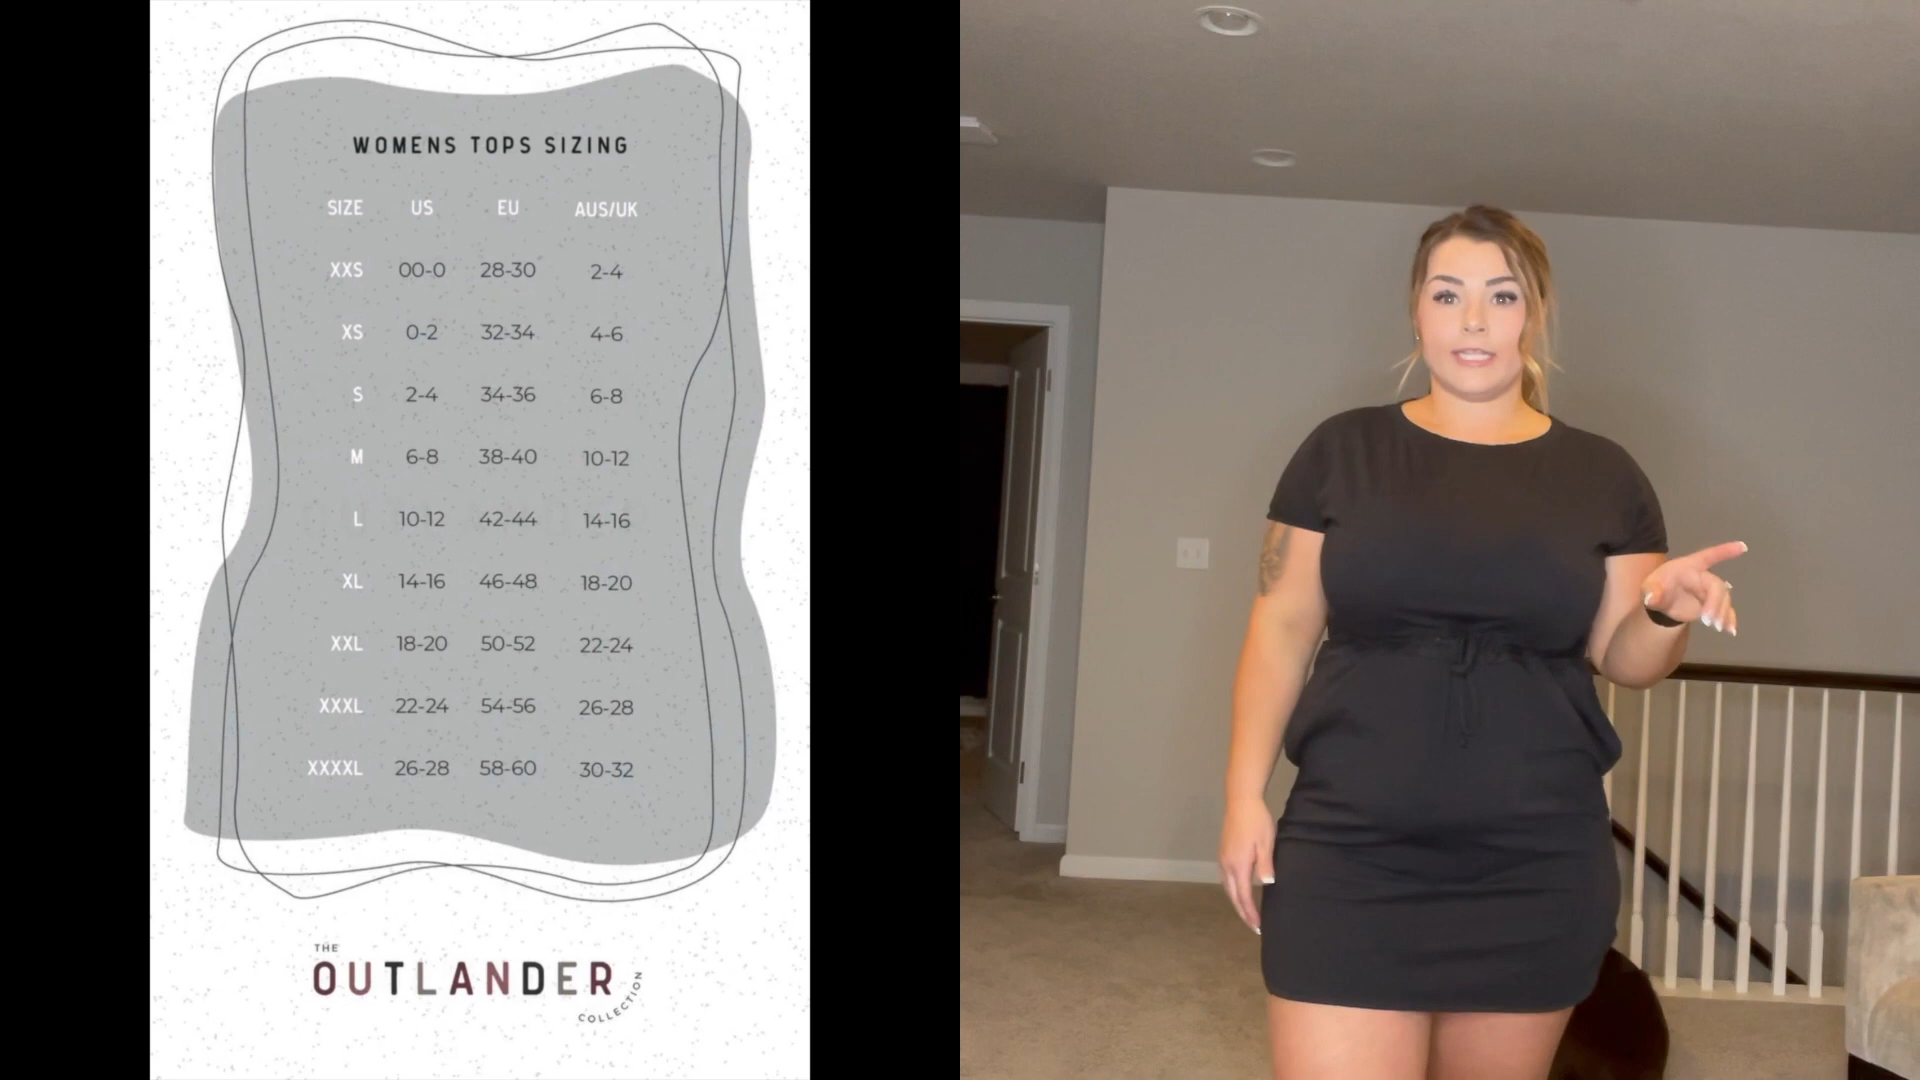 WOMENS TOPS SIZING
SIZE US EU AUS/UK
XXS 00-0 28-30 2-4
XS 0-2 32-34 4-6
S 2-4 34-36 6-8
M 6-8 38-40 10-12
L 10-12 42-44 14-16
XL 14-16 46-48 18-20
XXL 18-20 50-52 22-24
XXXL 22-24 54-56 26-28
XXXXL 26-28 58-60 30-32
THE
OUTLANDER
COLLECTION